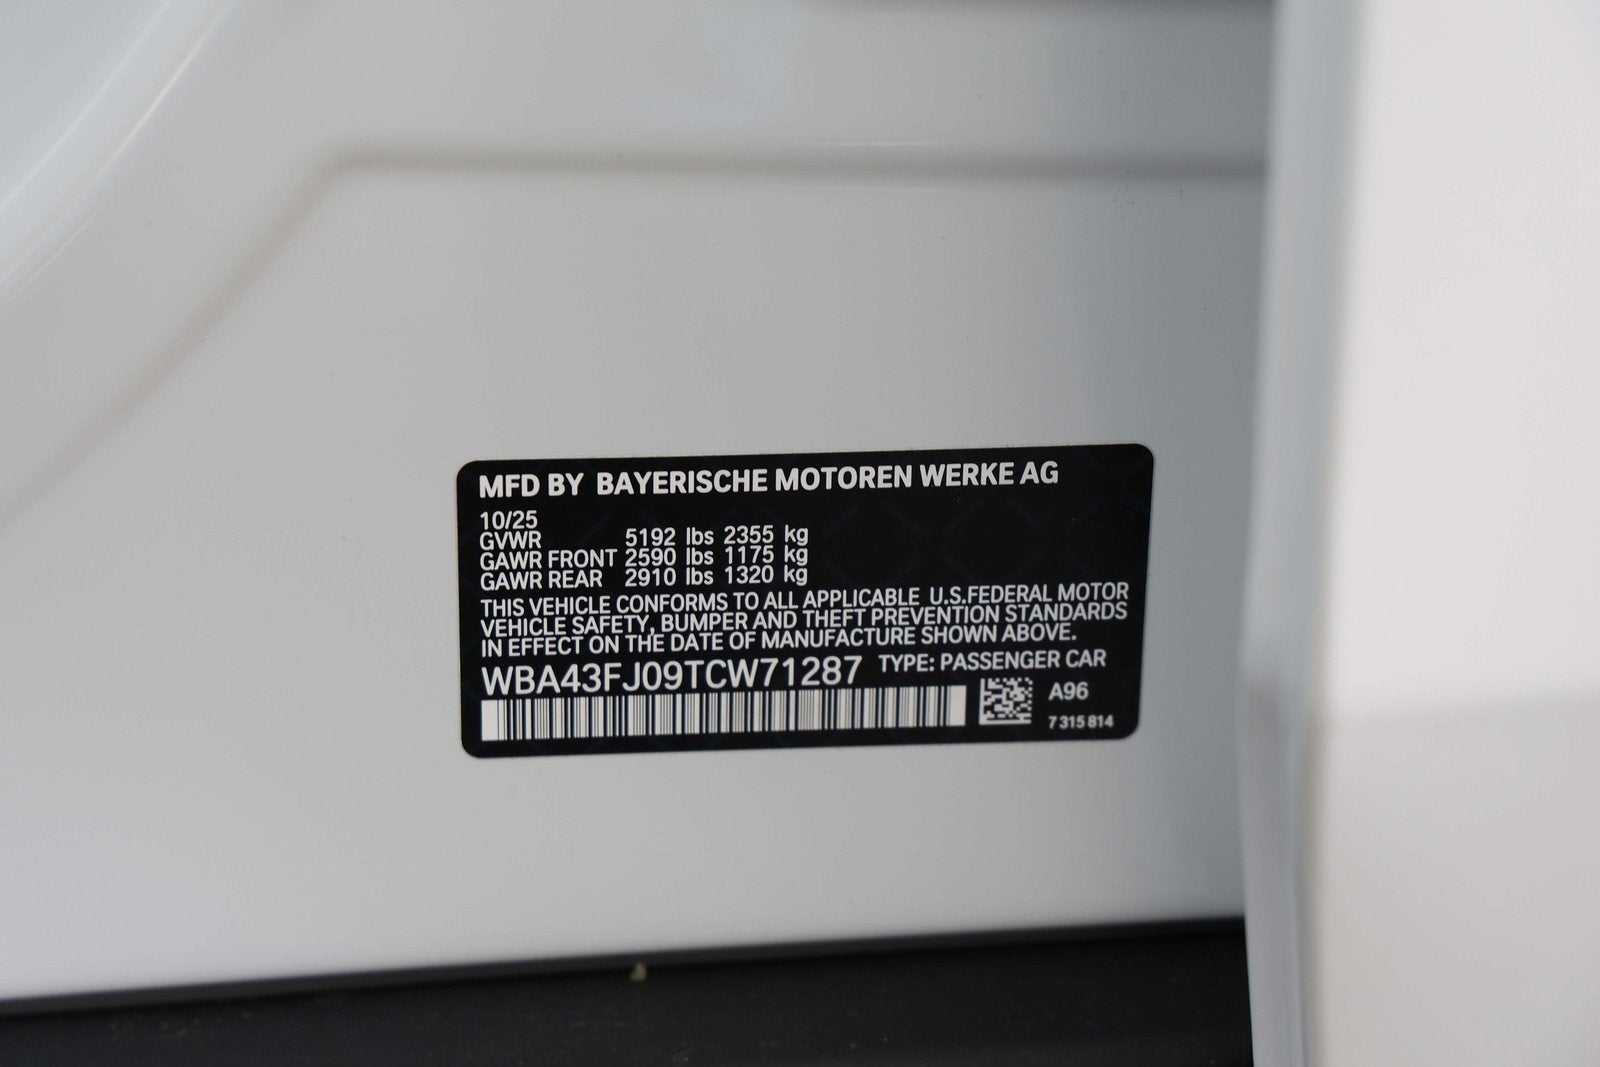 MFD BY BAYERISCHE MOTOREN WERKE AG
10/25
GVWR 5192 lbs 2355 kg
GAWR FRONT 2590 lbs 1175 kg
GAWR REAR 2910 lbs 1320 kg
THIS VEHICLE CONFORMS TO ALL APPLICABLE U.S.FEDERAL MOTOR
VEHICLE SAFETY, BUMPER AND THEFT PREVENTION STANDARDS
IN EFFECT ON THE DATE OF MANUFACTURE SHOWN ABOVE.
WBA43FJ09TCW71287 TYPE: PASSENGER CAR
A96
7 315 814